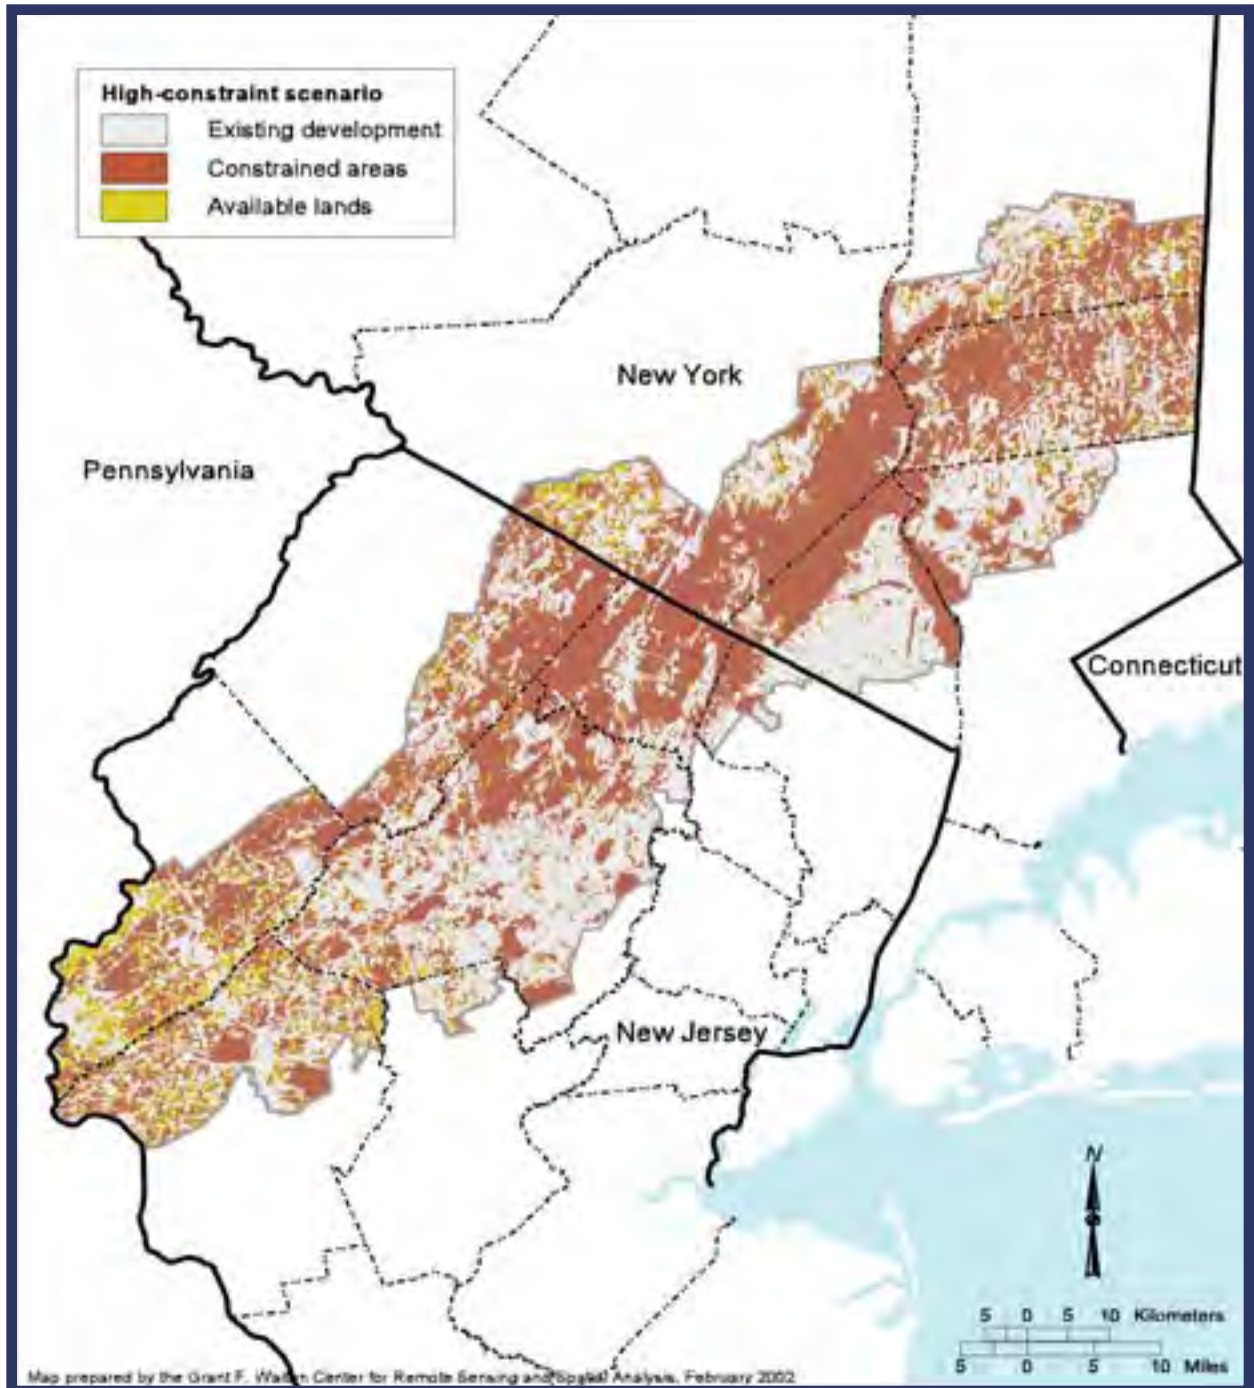 High-constraint scenario
Existing development
Constrained areas
Available lands
New York
Pennsylvania
Connecticut
New Jersey
N
5 0 5 10 Kilometers
5 0 5 10 Miles
Map prepared by the Grant F. Walton Center for Remote Sensing and Spatial Analysis, February 2002